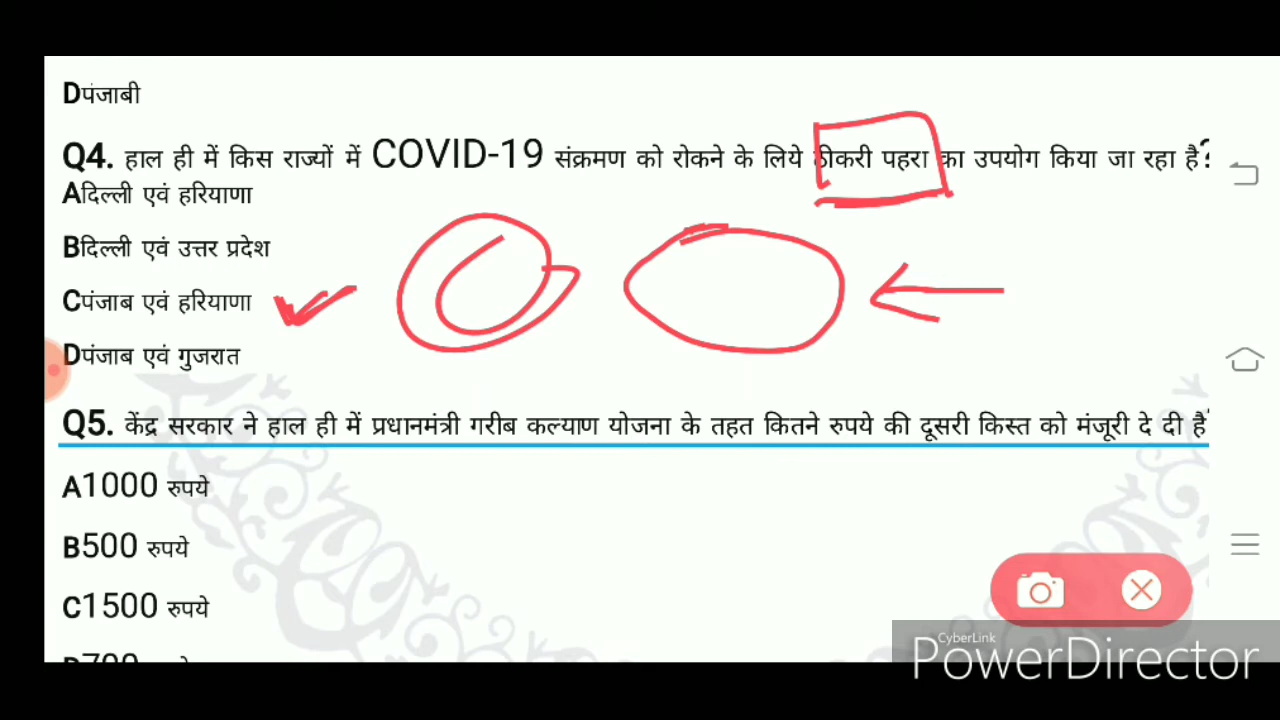 Dपंजाबी
Q4. हाल ही में किस राज्यों में COVID-19 संक्रमण को रोकने के लिये ठीकरी पहरा का उपयोग किया जा रहा है?
Aदिल्ली एवं हरियाणा
Bदिल्ली एवं उत्तर प्रदेश
Cपंजाब एवं हरियाणा
Dपंजाब एवं गुजरात
Q5. केंद्र सरकार ने हाल ही में प्रधानमंत्री गरीब कल्याण योजना के तहत कितने रुपये की दूसरी किस्त को मंजूरी दे दी है
A1000 रुपये
B500 रुपये
C1500 रुपये
CyberLink
PowerDirector